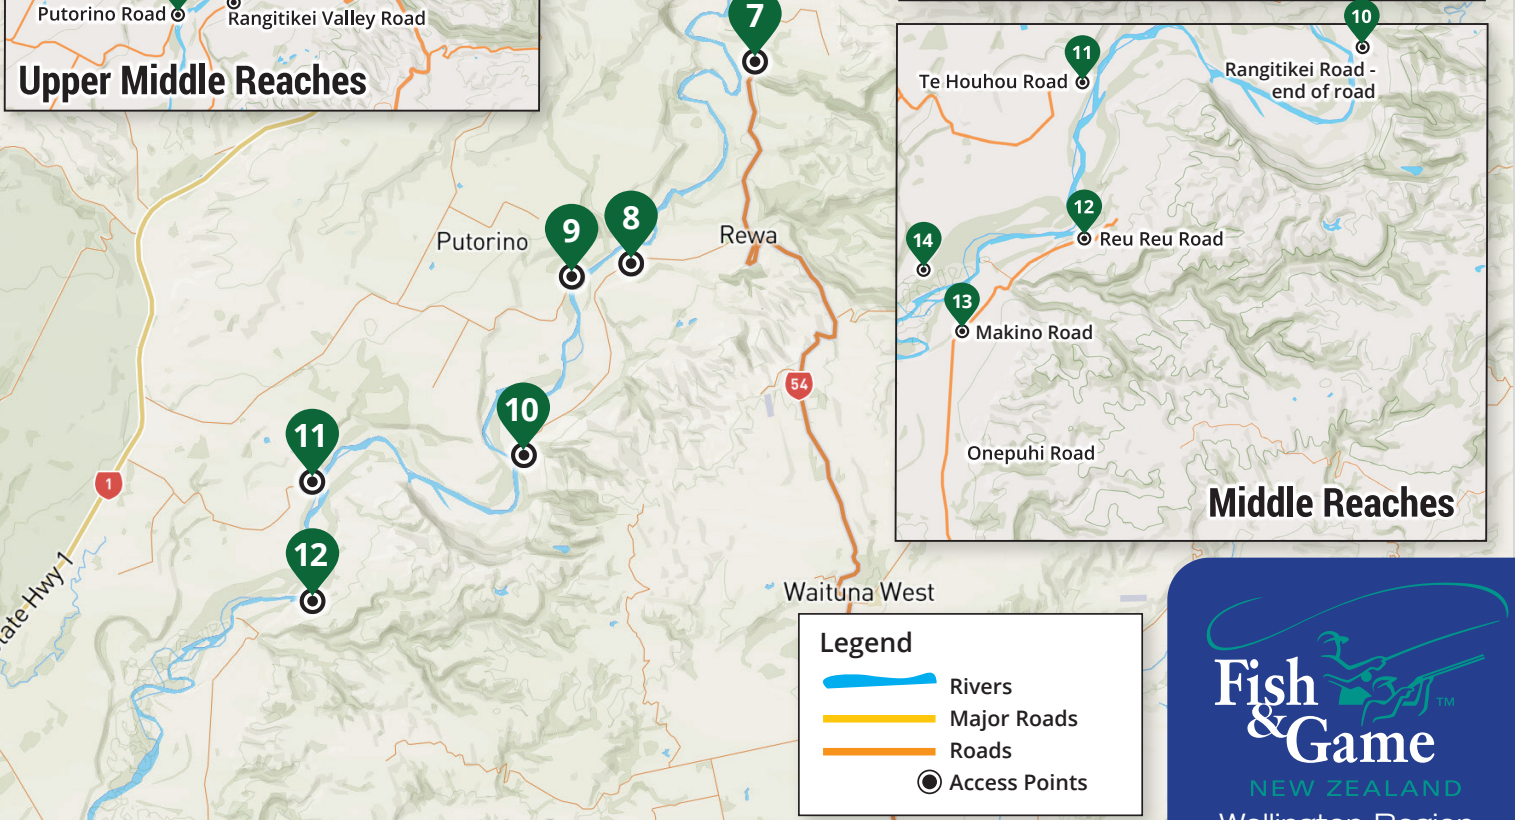 Putorino Road
Rangitikei Valley Road
Upper Middle Reaches
7
10
11
Te Houhou Road
Rangitikei Road -
end of road
12
Reu Reu Road
14
13
Makino Road
Onepuhi Road
Middle Reaches
Putorino
9
8
Rewa
54
10
11
1
12
Hwy 1
Waituna West
Legend
Rivers
Major Roads
Roads
Access Points
Fish
&Game
TM
NEW ZEALAND
Wellington Region